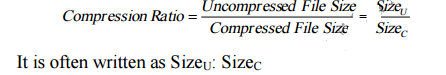 Compression Ratio = Uncompressed File Size / Compressed File Size = SizeU / SizeC
It is often written as SizeU: SizeC